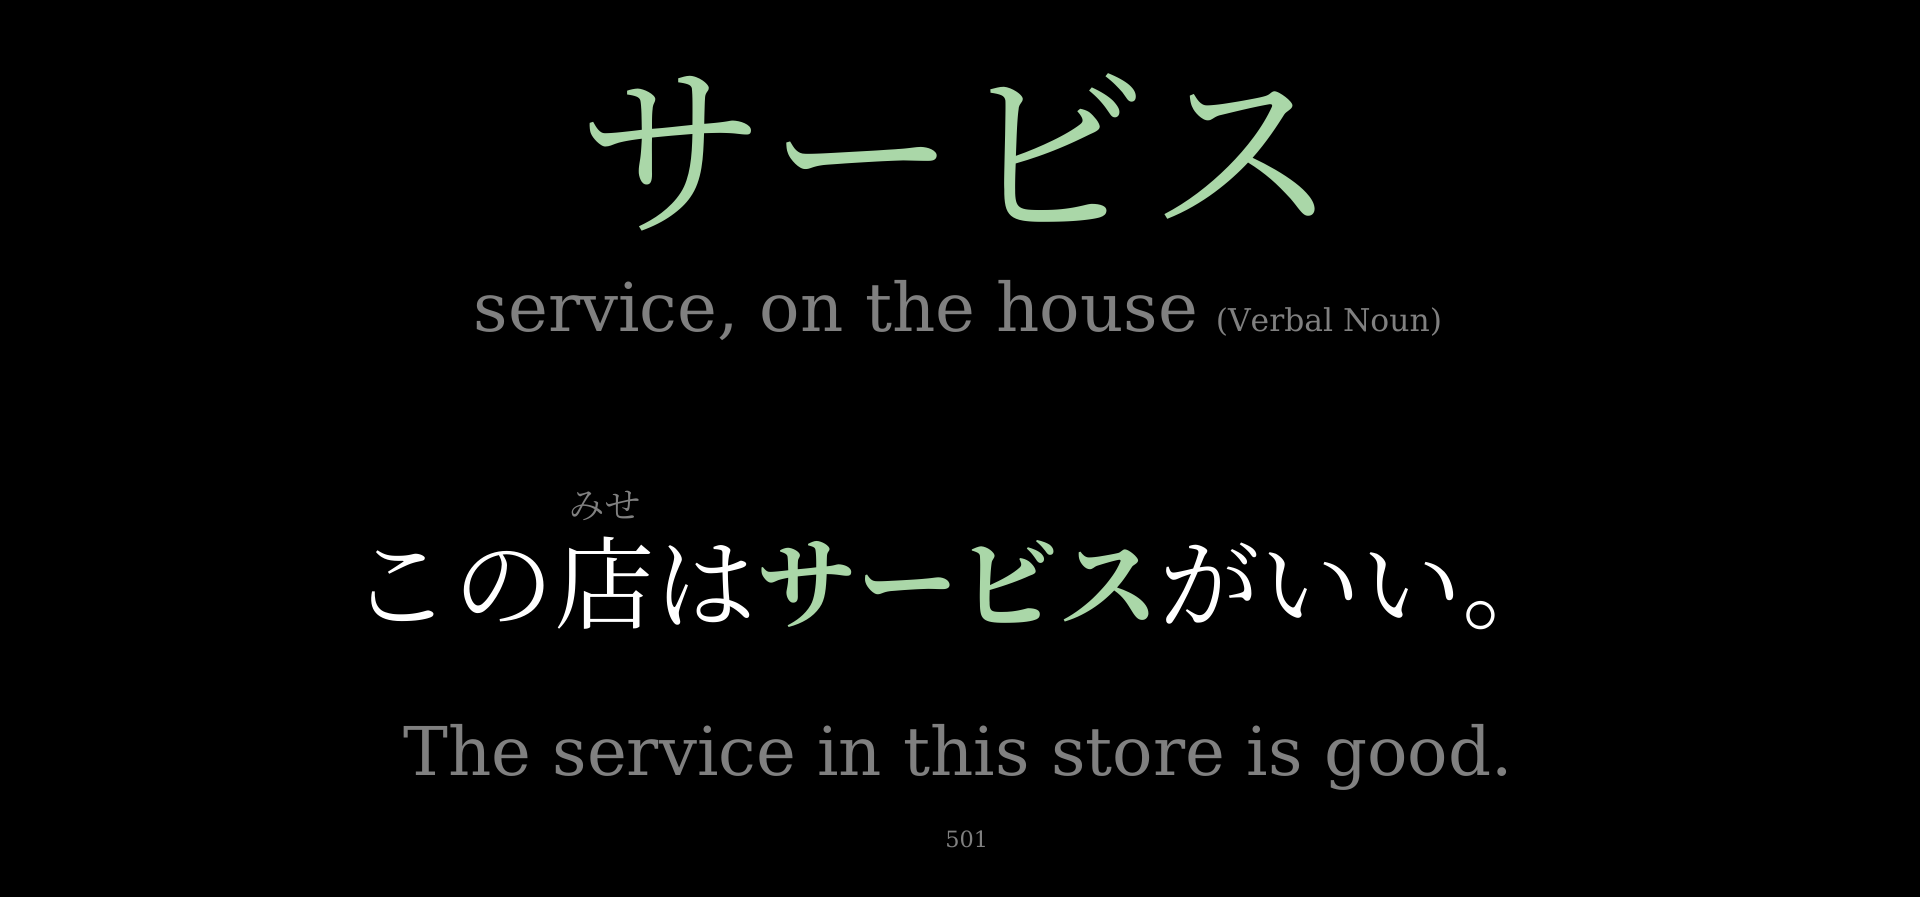 サービス
service, on the house (Verbal Noun)
みせ
この店はサービスがいい。
The service in this store is good.
501